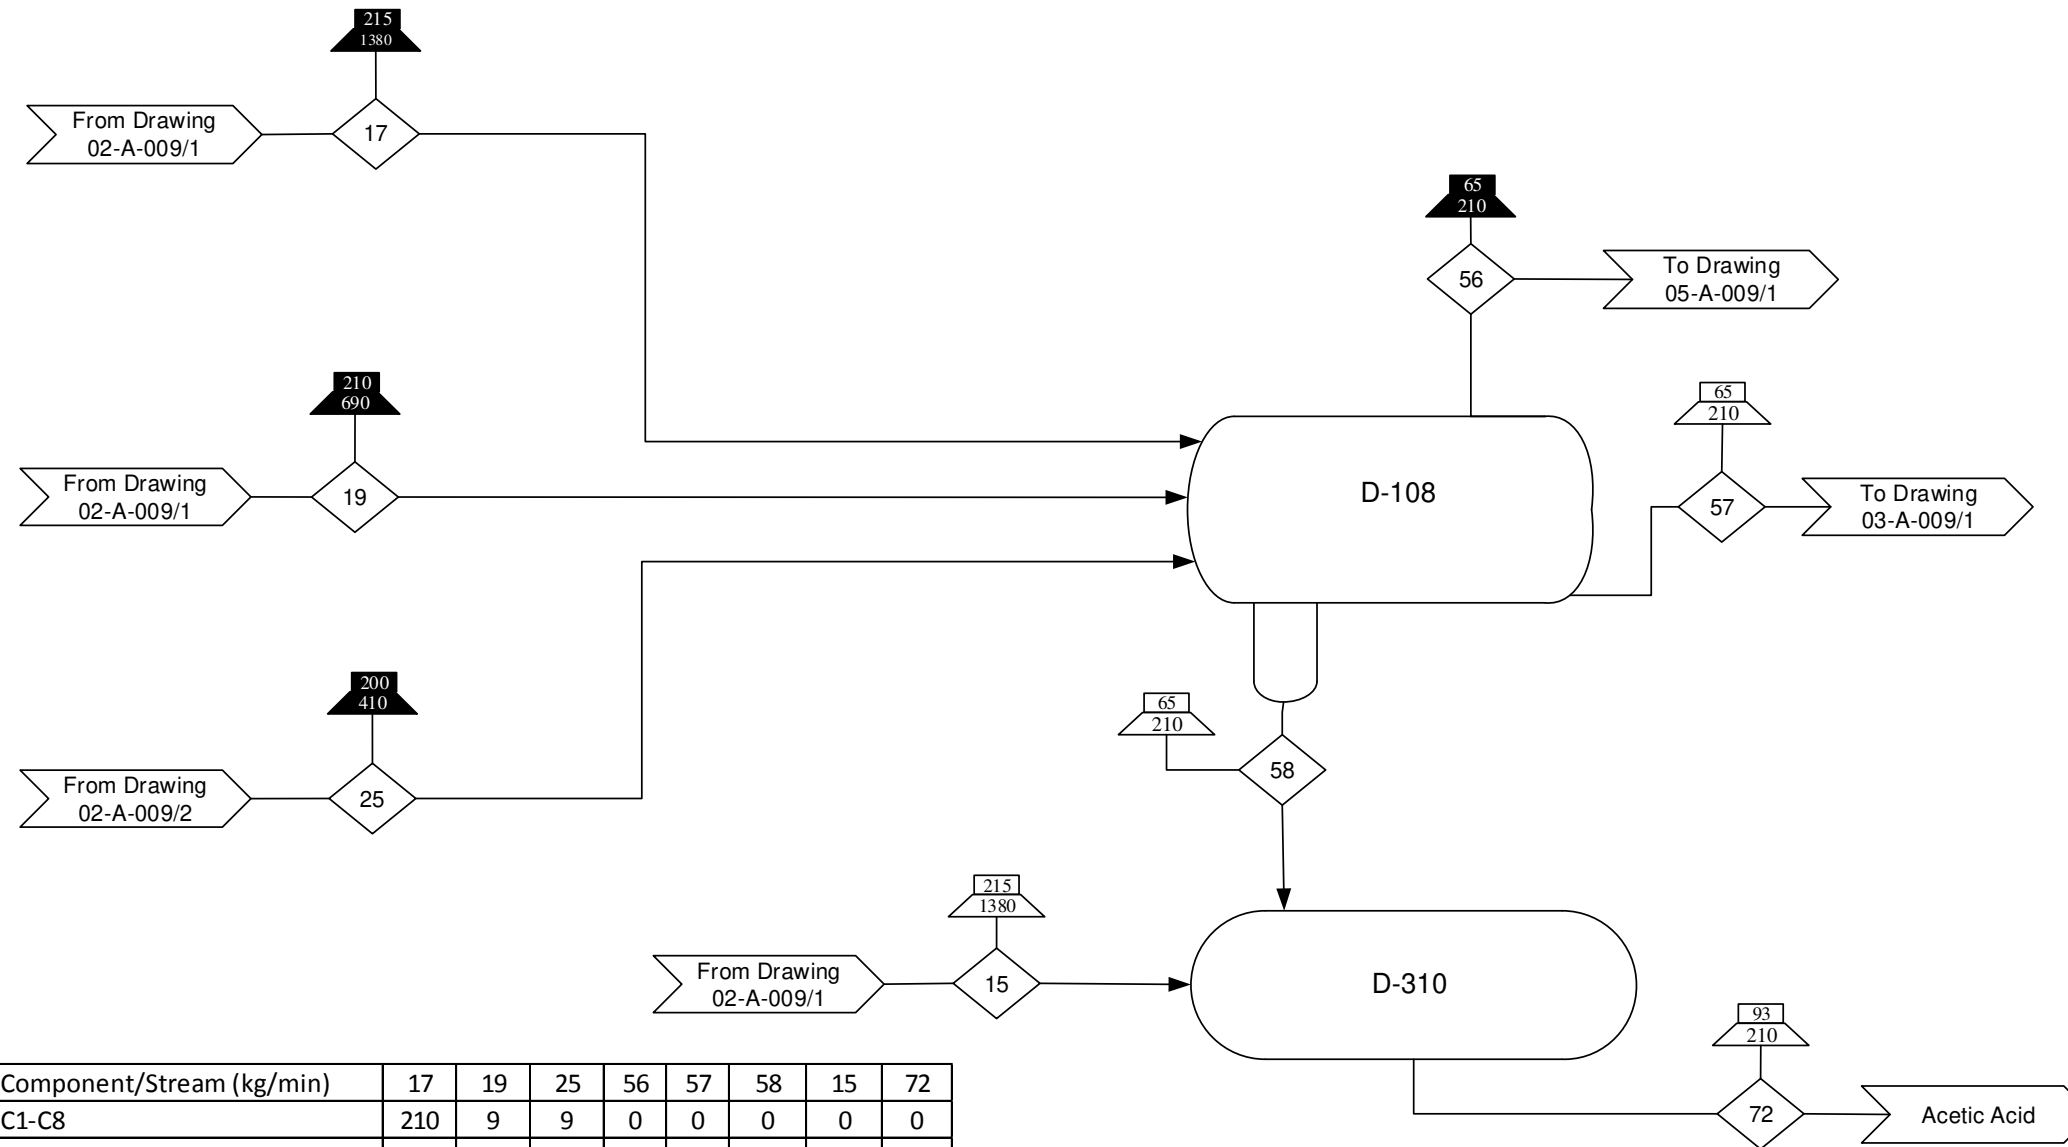 215
1380
From Drawing
02-A-009/1
17
65
210
56
To Drawing
05-A-009/1
210
690
From Drawing
02-A-009/1
19
D-108
65
210
57
To Drawing
03-A-009/1
200
410
From Drawing
02-A-009/2
25
65
210
58
215
1380
From Drawing
02-A-009/1
15
D-310
93
210
72
Acetic Acid
Component/Stream (kg/min) 17 19 25 56 57 58 15 72
C1-C8 210 9 9 0 0 0 0 0